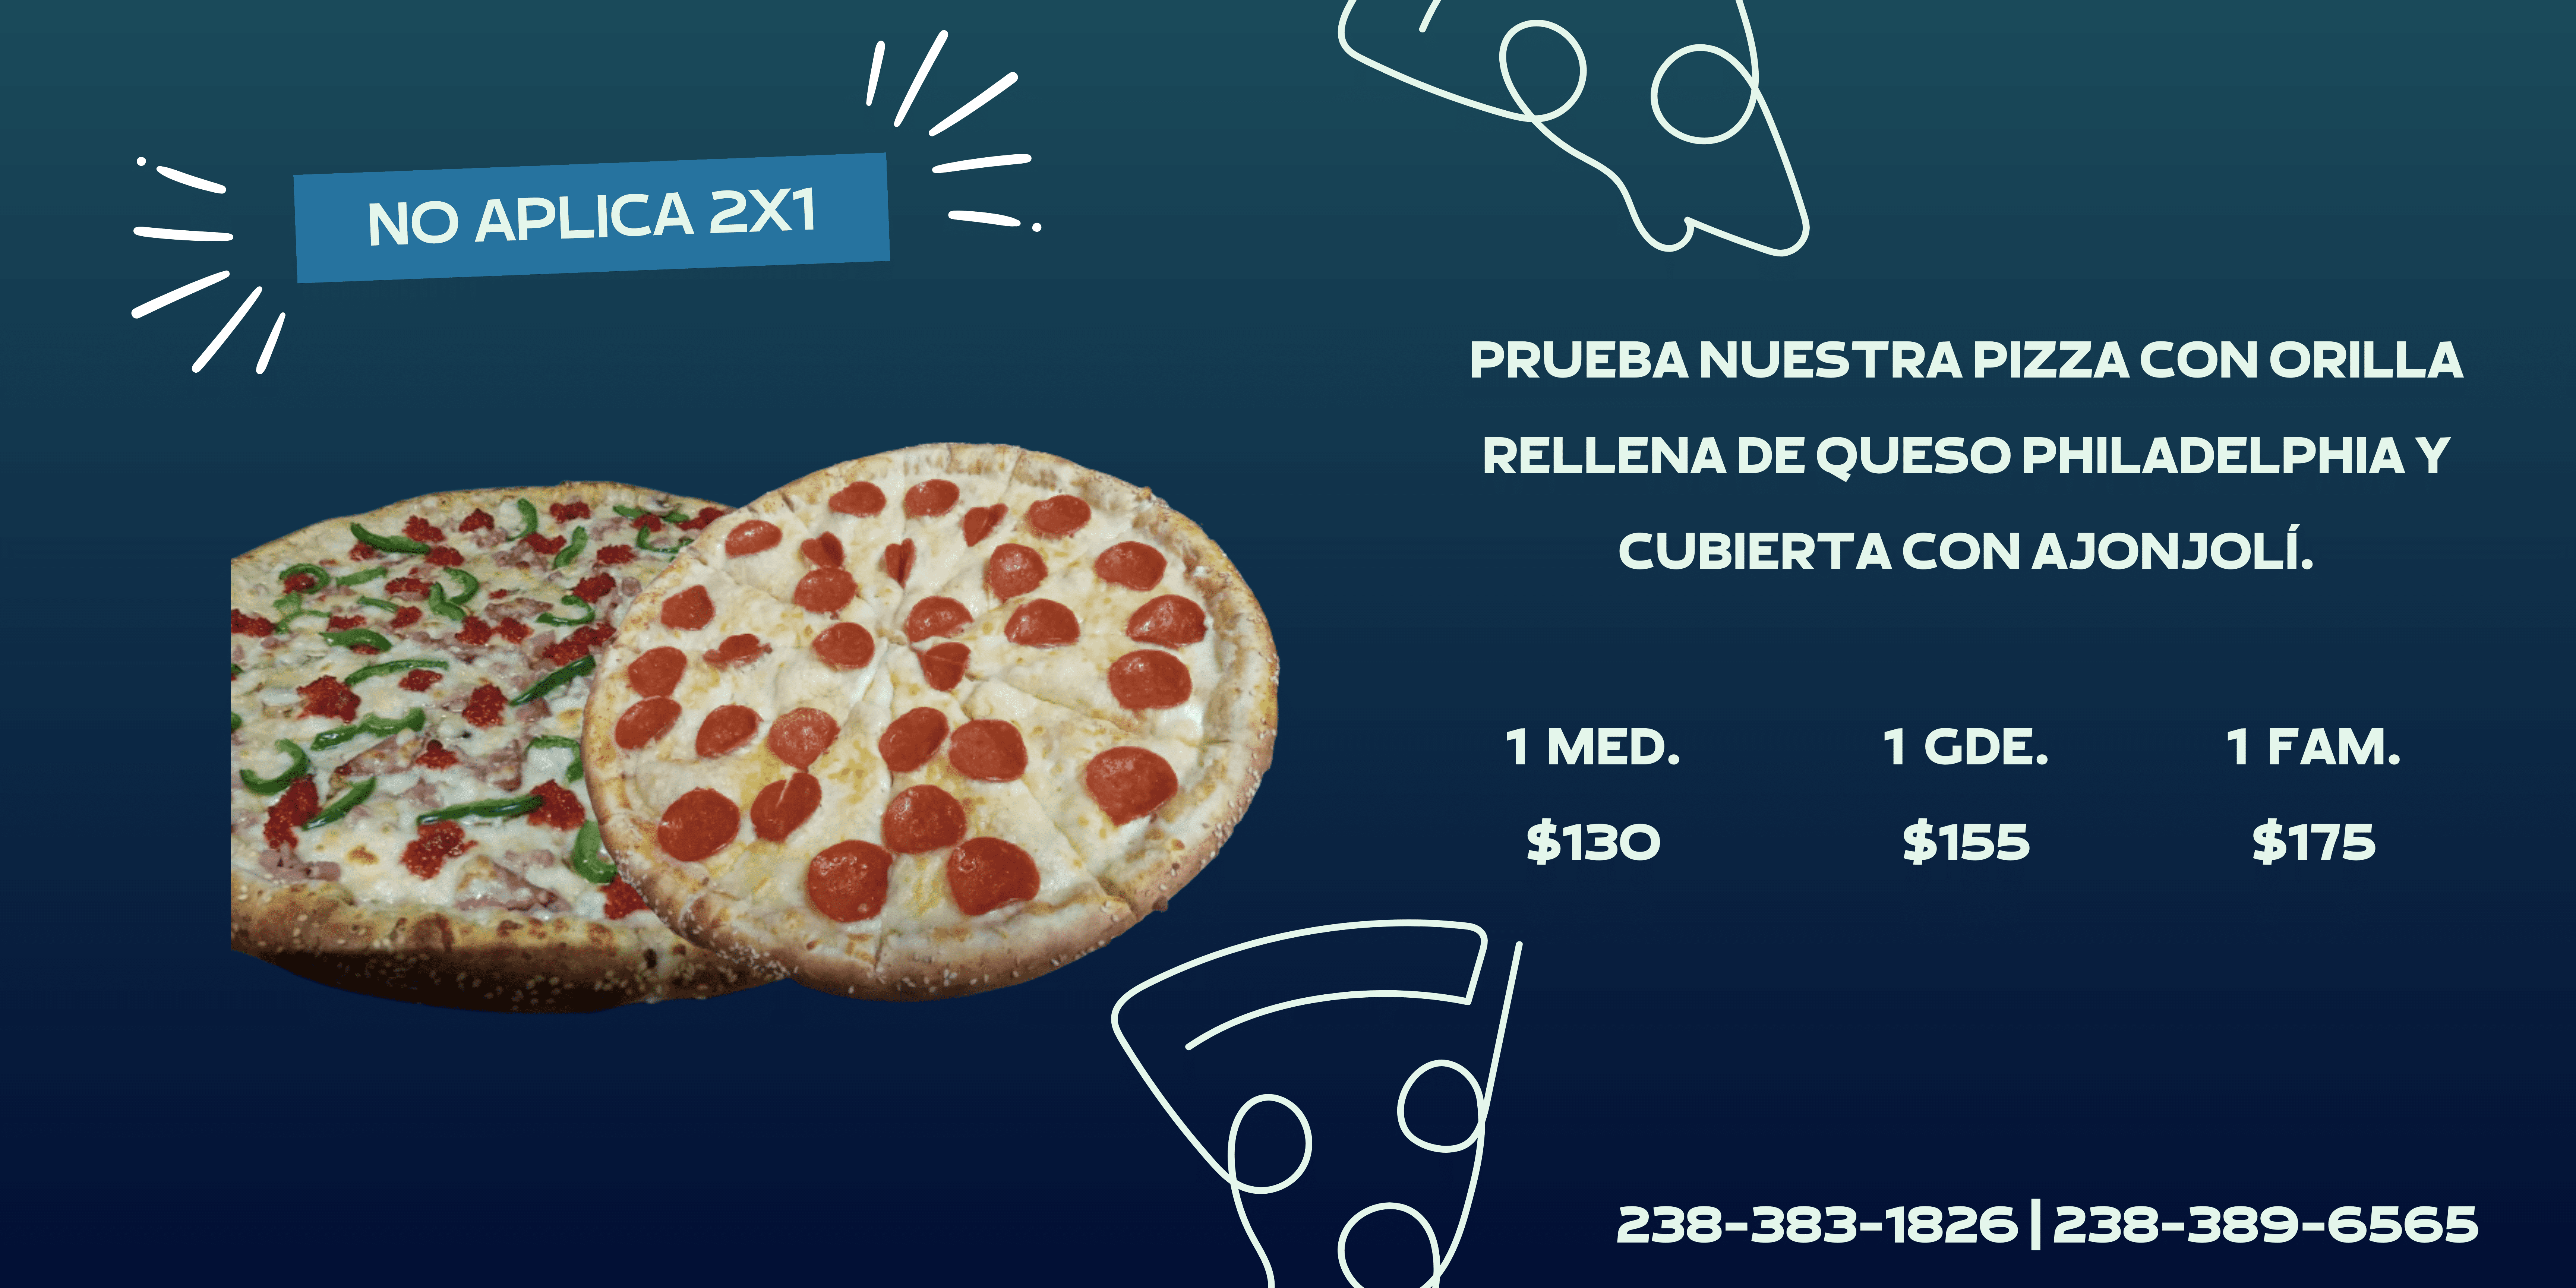 NO APLICA 2X1
PRUEBA NUESTRA PIZZA CON ORILLA
RELLENA DE QUESO PHILADELPHIA Y
CUBIERTA CON AJONJOLÍ.
1 MED. 1 GDE. 1 FAM.
$130 $155 $175
238-383-1826 | 238-389-6565